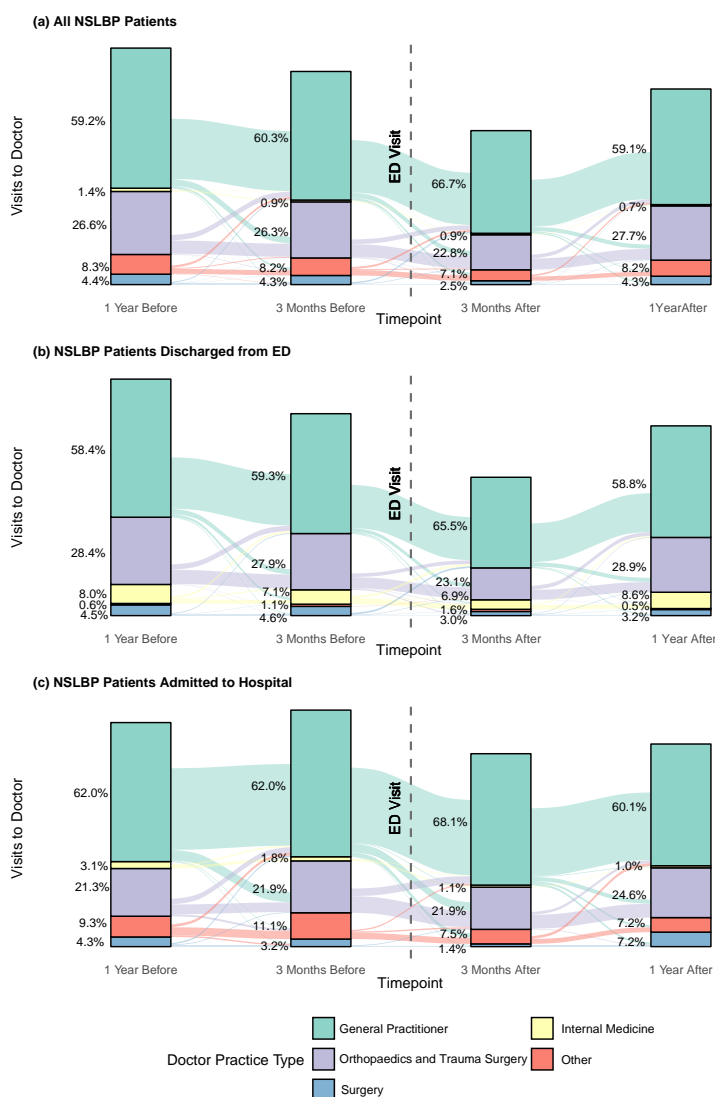 (a) All NSLBP Patients
Visits to Doctor
59.2%
1.4%
26.6%
8.3%
4.4%
60.3%
0.9%
26.3%
8.2%
4.3%
ED Visit
66.7%
0.9%
22.8%
7.1%
2.5%
59.1%
0.7%
27.7%
8.2%
4.3%
1 Year Before
3 Months Before
3 Months After
1YearAfter
Timepoint
(b) NSLBP Patients Discharged from ED
Visits to Doctor
58.4%
28.4%
8.0%
0.6%
4.5%
59.3%
27.9%
7.1%
1.1%
4.6%
ED Visit
65.5%
23.1%
6.9%
1.6%
3.0%
58.8%
28.9%
8.6%
0.5%
3.2%
1 Year Before
3 Months Before
3 Months After
1 Year After
Timepoint
(c) NSLBP Patients Admitted to Hospital
Visits to Doctor
62.0%
3.1%
21.3%
9.3%
4.3%
62.0%
1.8%
21.9%
11.1%
3.2%
ED Visit
68.1%
1.1%
21.9%
7.5%
1.4%
60.1%
1.0%
24.6%
7.2%
7.2%
1 Year Before
3 Months Before
3 Months After
1 Year After
Timepoint
Doctor Practice Type
General Practitioner
Internal Medicine
Orthopaedics and Trauma Surgery
Other
Surgery